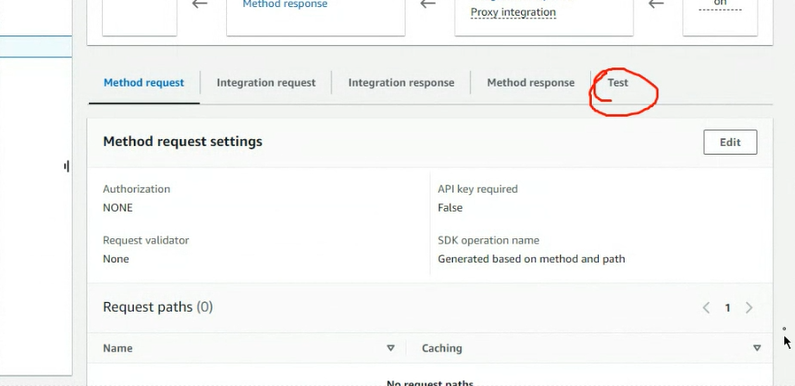 Method response
Proxy integration
on
Method request Integration request Integration response Method response Test
Method request settings Edit
Authorization API key required
NONE False
Request validator SDK operation name
None Generated based on method and path
Request paths (0) 1
Name Caching
No request paths